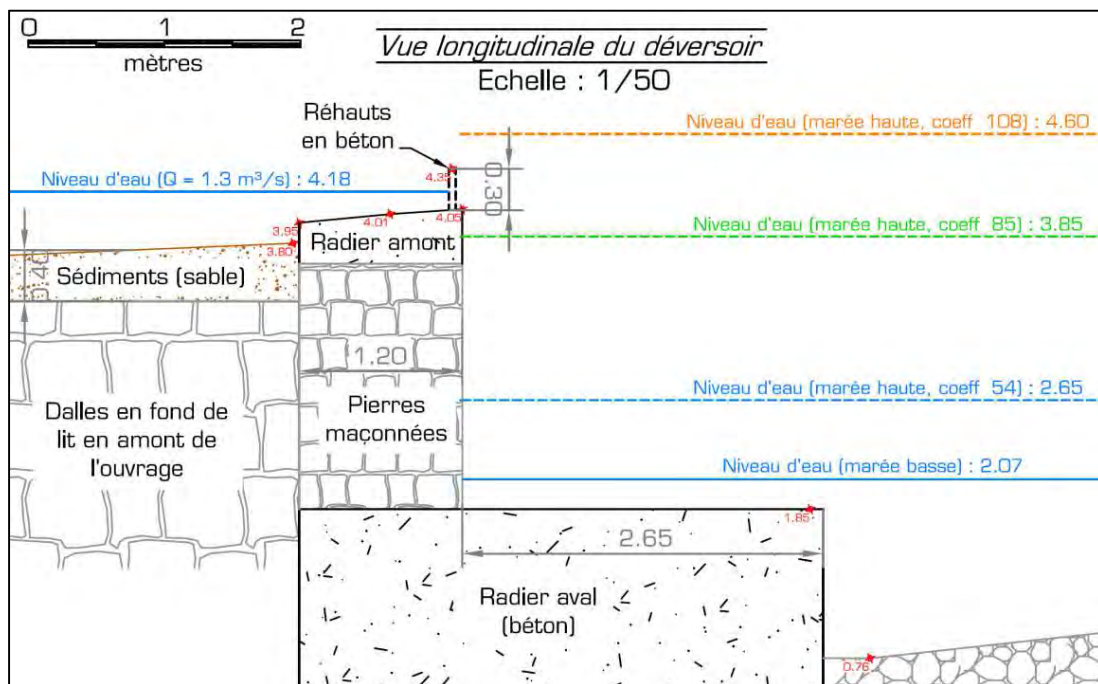 0 1 2
mètres
Vue longitudinale du déversoir
Echelle : 1/50
Réhauts
en béton
Niveau d'eau (marée haute, coeff 108) : 4.60
4.35
0.30
Niveau d'eau (Q = 1.3 m³/s) : 4.18
3.95
4.01
4.05
3.80
Radier amont
Niveau d'eau (marée haute, coeff 85) : 3.85
0.40
Sédiments (sable)
1.20
Niveau d'eau (marée haute, coeff 54) : 2.65
Dalles en fond de
lit en amont de
l'ouvrage
Pierres
maçonnées
Niveau d'eau (marée basse) : 2.07
1.85
2.65
Radier aval
(béton)
0.76